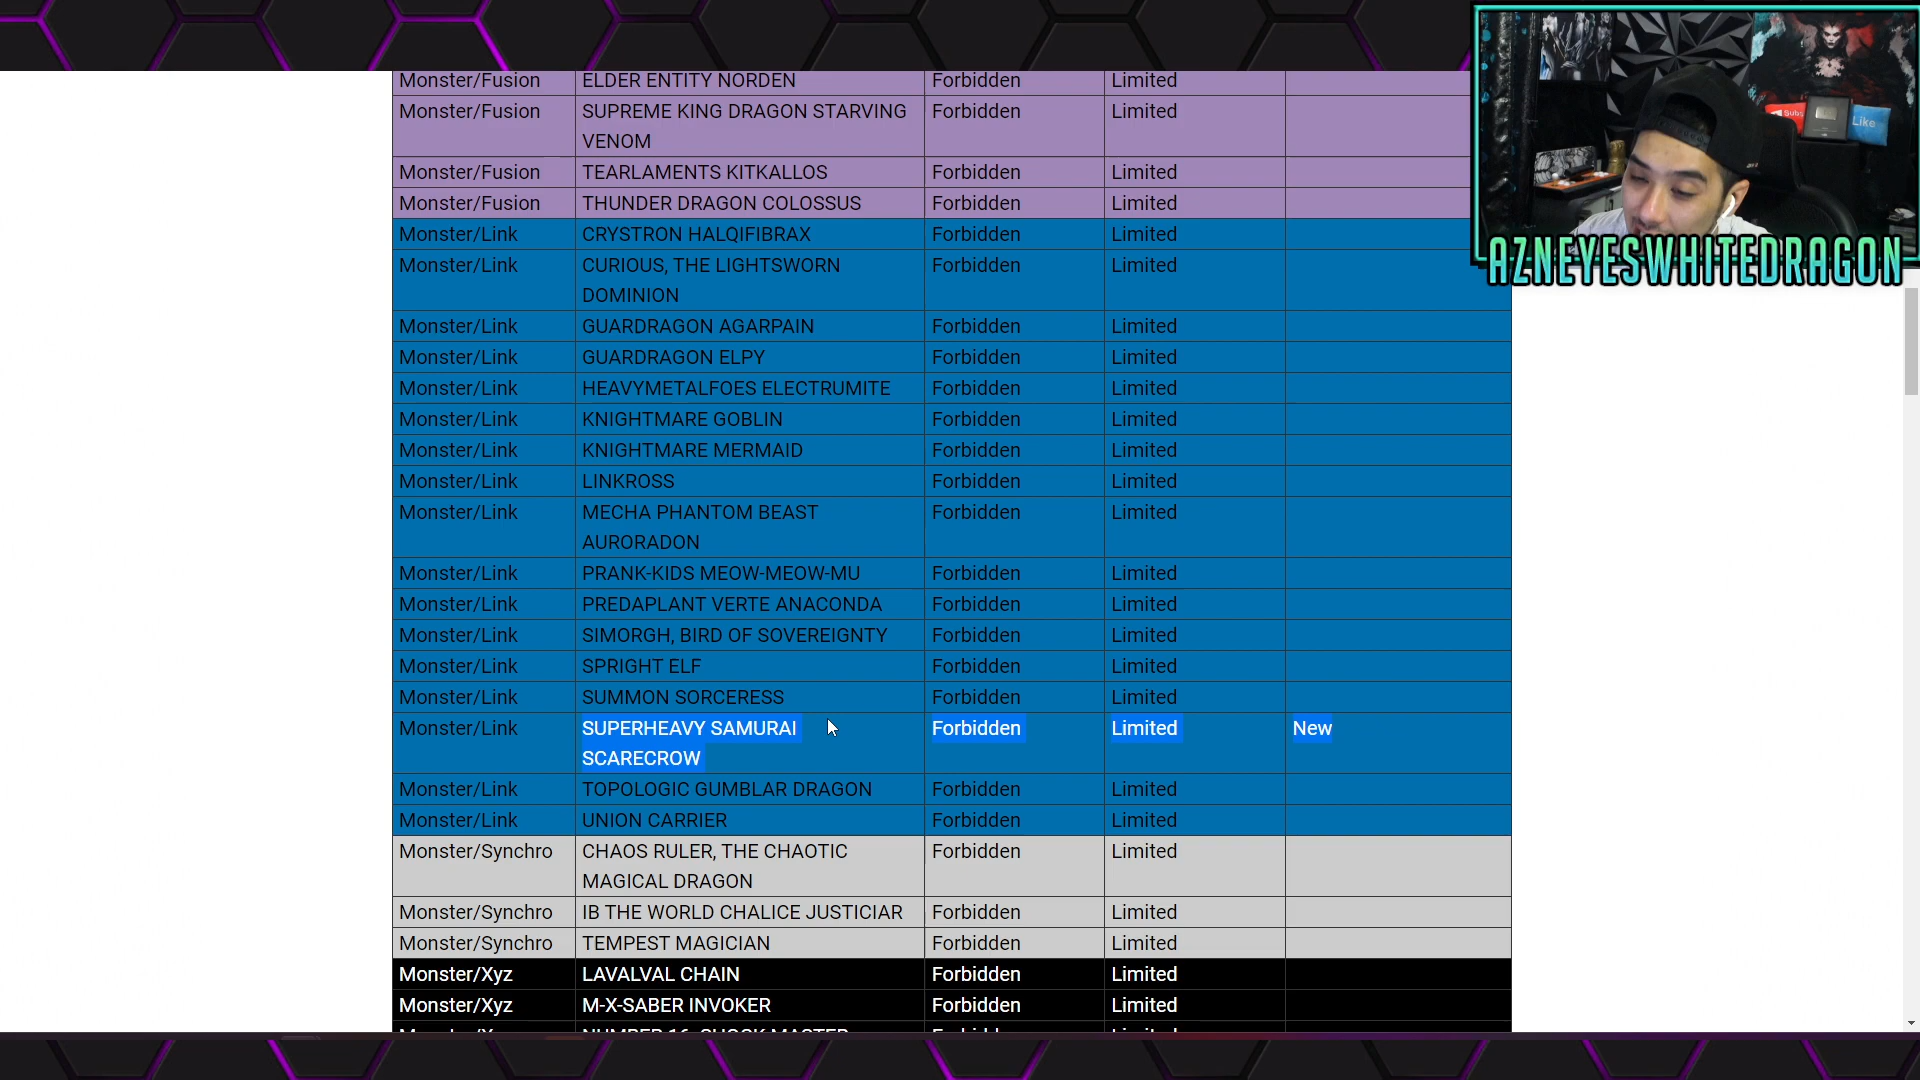 Monster/Fusion ELDER ENTITY NORDEN Forbidden Limited
Monster/Fusion SUPREME KING DRAGON STARVING Forbidden Limited
VENOM
Monster/Fusion TEARLAMENTS KITKALLOS Forbidden Limited
Monster/Fusion THUNDER DRAGON COLOSSUS Forbidden Limited
Monster/Link CRYSTRON HALQIFIBRAX Forbidden Limited
Monster/Link CURIOUS, THE LIGHTSWORN Forbidden Limited
DOMINION
Monster/Link GUARDRAGON AGARPAIN Forbidden Limited
Monster/Link GUARDRAGON ELPY Forbidden Limited
Monster/Link HEAVYMETALFOES ELECTRUMITE Forbidden Limited
Monster/Link KNIGHTMARE GOBLIN Forbidden Limited
Monster/Link KNIGHTMARE MERMAID Forbidden Limited
Monster/Link LINKROSS Forbidden Limited
Monster/Link MECHA PHANTOM BEAST Forbidden Limited
AURORADON
Monster/Link PRANK-KIDS MEOW-MEOW-MU Forbidden Limited
Monster/Link PREDAPLANT VERTE ANACONDA Forbidden Limited
Monster/Link SIMORGH, BIRD OF SOVEREIGNTY Forbidden Limited
Monster/Link SPRIGHT ELF Forbidden Limited
Monster/Link SUMMON SORCERESS Forbidden Limited
Monster/Link SUPERHEAVY SAMURAI Forbidden Limited New
SCARECROW
Monster/Link TOPOLOGIC GUMBLAR DRAGON Forbidden Limited
Monster/Link UNION CARRIER Forbidden Limited
Monster/Synchro CHAOS RULER, THE CHAOTIC Forbidden Limited
MAGICAL DRAGON
Monster/Synchro IB THE WORLD CHALICE JUSTICIAR Forbidden Limited
Monster/Synchro TEMPEST MAGICIAN Forbidden Limited
Monster/Xyz LAVALVAL CHAIN Forbidden Limited
Monster/Xyz M-X-SABER INVOKER Forbidden Limited
Subs
Like
AZNEYESWHITEDRAGON